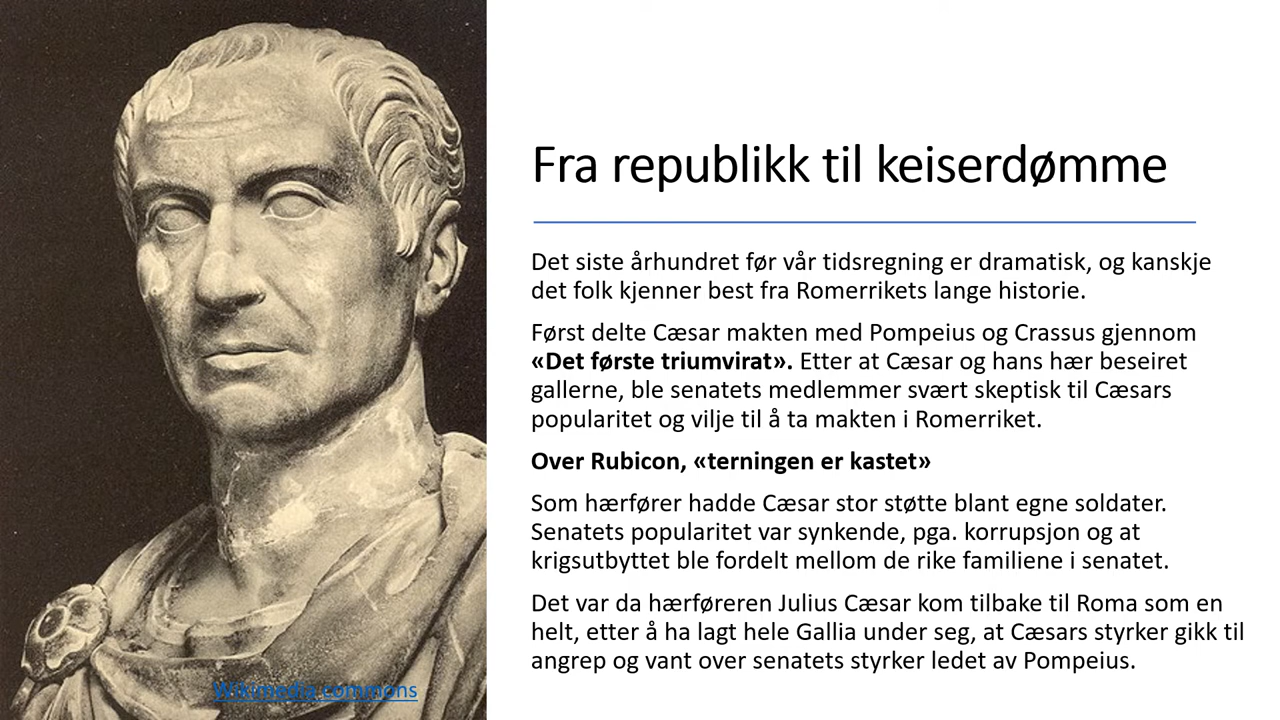 Fra republikk til keiserdømme
Det siste århundret før vår tidsregning er dramatisk, og kanskje
det folk kjenner best fra Romerrikets lange historie.
Først delte Cæsar makten med Pompeius og Crassus gjennom
«Det første triumvirat». Etter at Cæsar og hans hær beseiret
gallerne, ble senatets medlemmer svært skeptisk til Cæsars
popularitet og vilje til å ta makten i Romerriket.
Over Rubicon, «terningen er kastet»
Som hærfører hadde Cæsar stor støtte blant egne soldater.
Senatets popularitet var synkende, pga. korrupsjon og at
krigsutbyttet ble fordelt mellom de rike familiene i senatet.
Det var da hærføreren Julius Cæsar kom tilbake til Roma som en
helt, etter å ha lagt hele Gallia under seg, at Cæsars styrker gikk til
angrep og vant over senatets styrker ledet av Pompeius.
Wikimedia commons